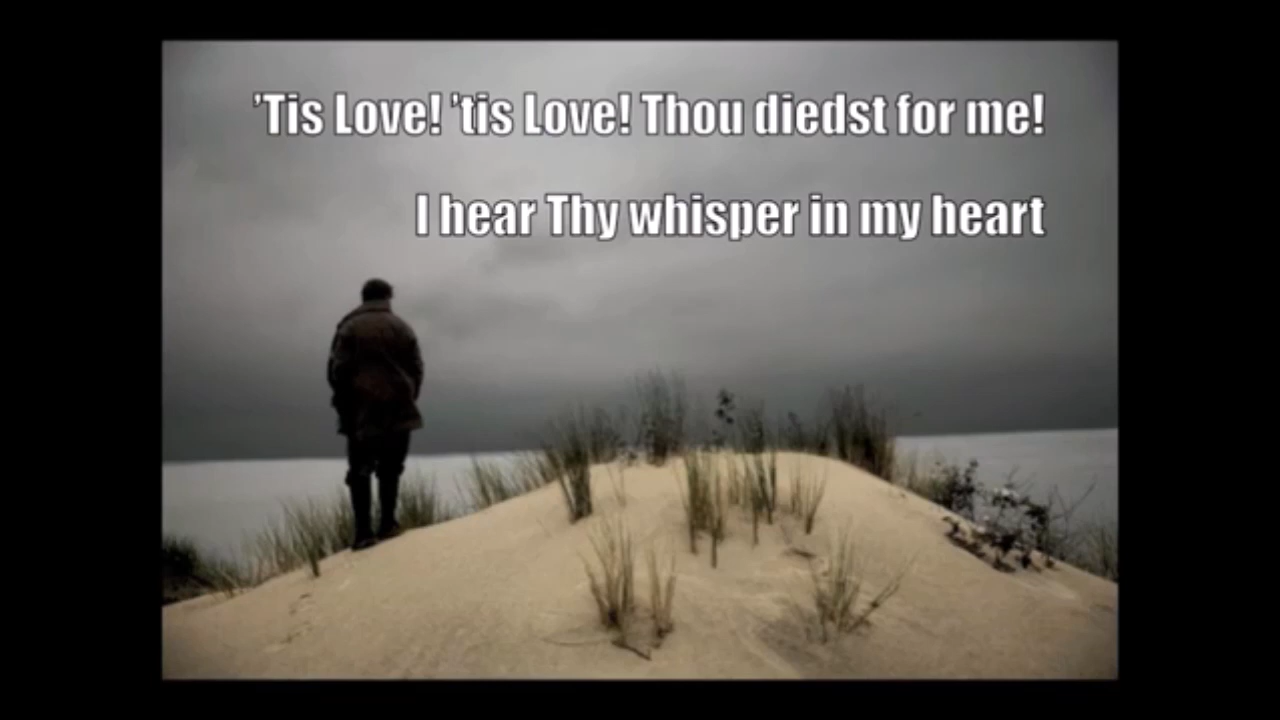 ’Tis Love! ’tis Love! Thou diedst for me!
I hear Thy whisper in my heart